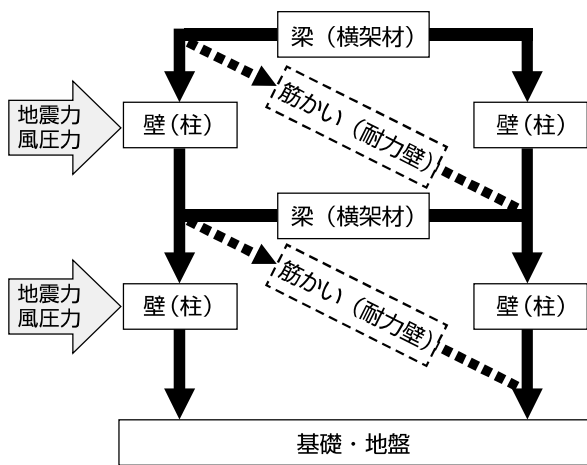 梁（横架材）
筋かい（耐力壁）
地震力
風圧力
壁（柱）
壁（柱）
梁（横架材）
筋かい（耐力壁）
地震力
風圧力
壁（柱）
壁（柱）
基礎・地盤